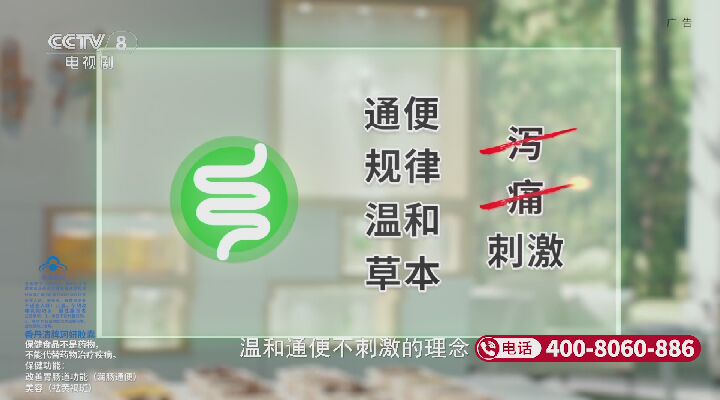 CCTV 8
电视剧
广告
通便
规律
温和
草本
泻
痛
刺激
保健食品不是药物,
不能代替药物治疗疾病。
保健功能:
改善胃肠道功能(润肠通便)
美容(祛黄褐斑)
温和通便不刺激的理念
电话 400-8060-886